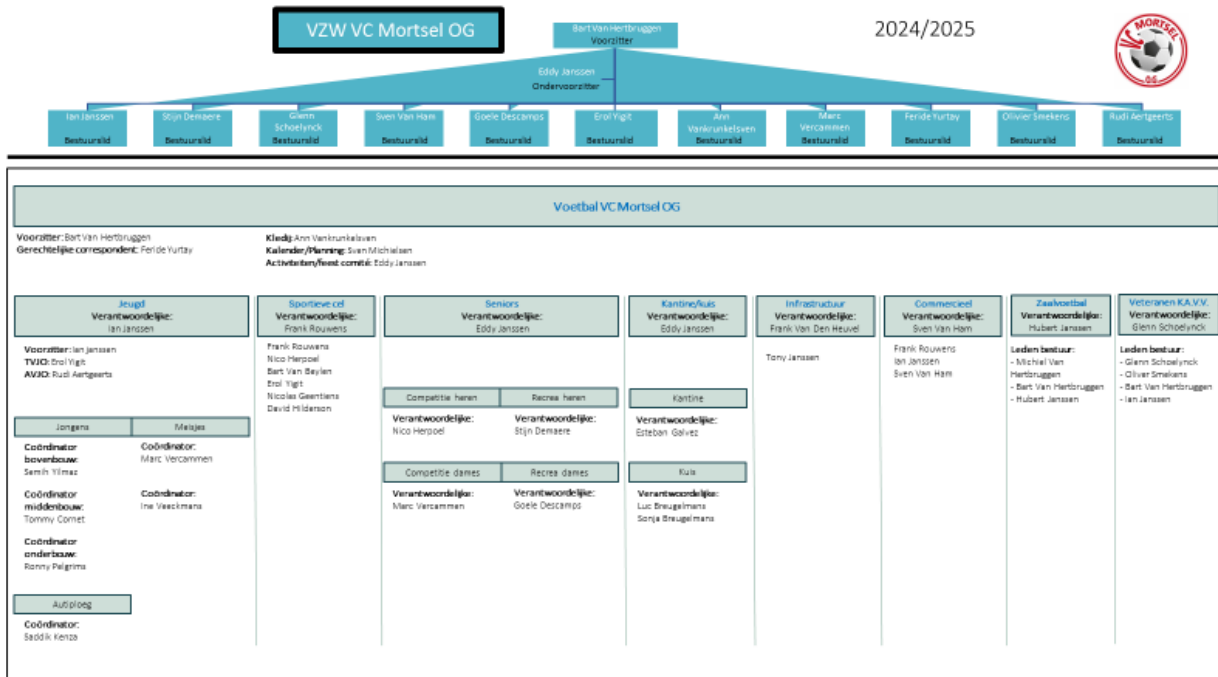 VZW VC Mortsel OG
Bart Van Hertbruggen
Voorzitter
2024/2025
VC MORTSEL
OG
Eddy Janssen
Ondervoorzitter
Ian Janssen
Bestuurslid
Stijn Demaere
Bestuurslid
Glenn
Schoelynck
Bestuurslid
Sven Van Ham
Bestuurslid
Goele Descamps
Bestuurslid
Erol Yigit
Bestuurslid
Ann
Vankrunkelsven
Bestuurslid
Marc
Vercammen
Bestuurslid
Feride Yurtay
Bestuurslid
Olivier Smekens
Bestuurslid
Rudi Aertgeerts
Bestuurslid
Voetbal VC Mortsel OG
Voorzitter: Bart Van Hertbruggen
Gerechtelijke correspondent: Feride Yurtay
Kledij: Ann Vankrunkelsven
Kalender/Planning: Sven Michielsen
Activiteiten/feest comité: Eddy Janssen
Jeugd
Verantwoordelijke:
Ian Janssen
Voorzitter: Ian Janssen
TVJO: Erol Yigit
AVJO: Rudi Aertgeerts
Jongens
Coördinator
bovenbouw:
Semih Yilmaz
Coördinator
middenbouw:
Tommy Cornet
Coördinator
onderbouw:
Ronny Pelgrims
Meisjes
Coördinator:
Marc Vercammen
Coördinator:
Ine Veeckmans
Autiploeg
Coördinator:
Saddik Kenza
Sportieve cel
Verantwoordelijke:
Frank Rouwens
Frank Rouwens
Nico Herpoel
Bart Van Beylen
Erol Yigit
Nicolas Geentiens
David Hilderson
Seniors
Verantwoordelijke:
Eddy Janssen
Competitie heren
Verantwoordelijke:
Nico Herpoel
Recrea heren
Verantwoordelijke:
Stijn Demaere
Competitie dames
Verantwoordelijke:
Marc Vercammen
Recrea dames
Verantwoordelijke:
Goele Descamps
Kantine/kuis
Verantwoordelijke:
Eddy Janssen
Kantine
Verantwoordelijke:
Esteban Galvez
Kuis
Verantwoordelijke:
Luc Breugelmans
Sonja Breugelmans
Infrastructuur
Verantwoordelijke:
Frank Van Den Heuvel
Tony Janssen
Commercieel
Verantwoordelijke:
Sven Van Ham
Frank Rouwens
Ian Janssen
Sven Van Ham
Zaalvoetbal
Verantwoordelijke:
Hubert Janssen
Leden bestuur:
- Michiel Van
Hertbruggen
- Bart Van Hertbruggen
- Hubert Janssen
Veteranen K.A.V.V.
Verantwoordelijke:
Glenn Schoelynck
Leden bestuur:
- Glenn Schoelynck
- Oliver Smekens
- Bart Van Hertbruggen
- Ian Janssen